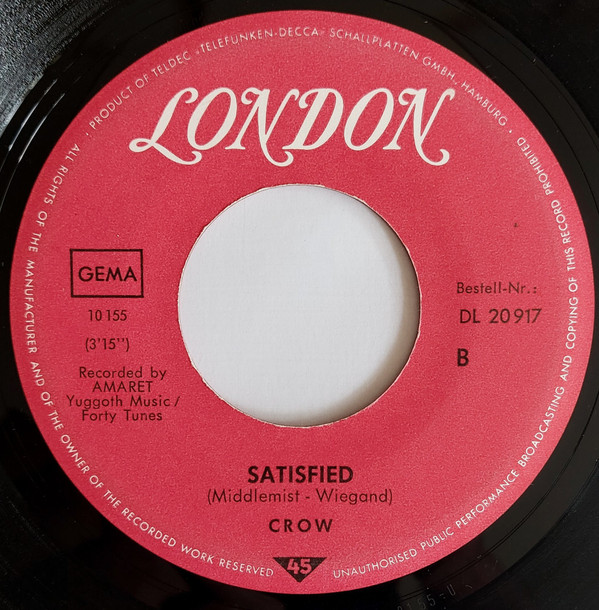 · PRODUCT OF TELDEC »TELEFUNKEN-DECCA« SCHALLPLATTEN GMBH., HAMBURG ·
LONDON
GEMA
10 155
(3'15'')
Recorded by
AMARET
Yuggoth Music /
Forty Tunes
Bestell-Nr.:
DL 20 917
B
SATISFIED
(Middlemist - Wiegand)
CROW
45
ALL RIGHTS OF THE MANUFACTURER AND OF THE OWNER OF THE RECORDED WORK RESERVED
UNAUTHORISED PUBLIC PERFORMANCE BROADCASTING AND COPYING OF THIS RECORD PROHIBITED